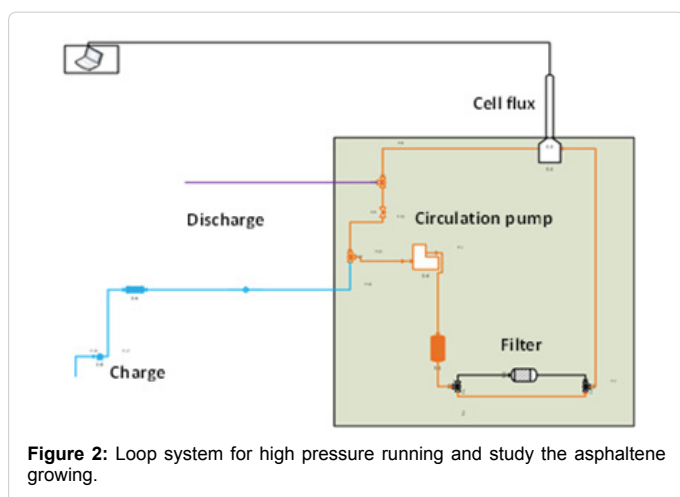 Cell flux
Discharge
Circulation pump
Filter
Charge
Figure 2: Loop system for high pressure running and study the asphaltene
growing.